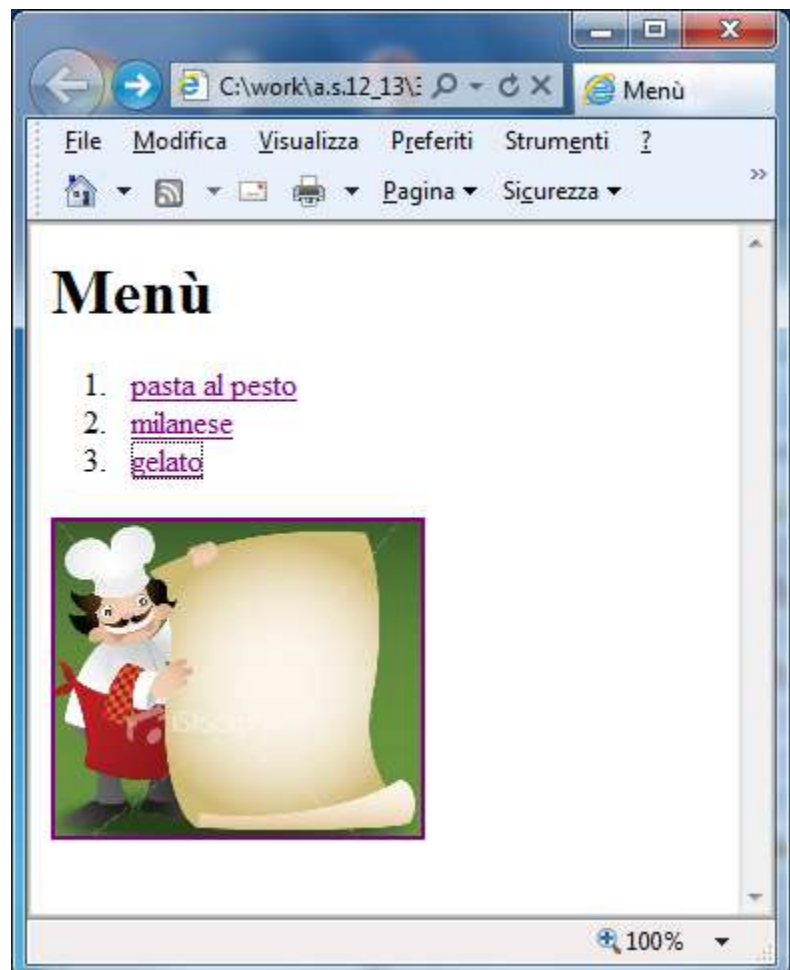 C:\work\a.s.12_13\
Menù
File Modifica Visualizza Preferiti Strumenti ?
Pagina Sicurezza
Menù
1. pasta al pesto
2. milanese
3. gelato
100%